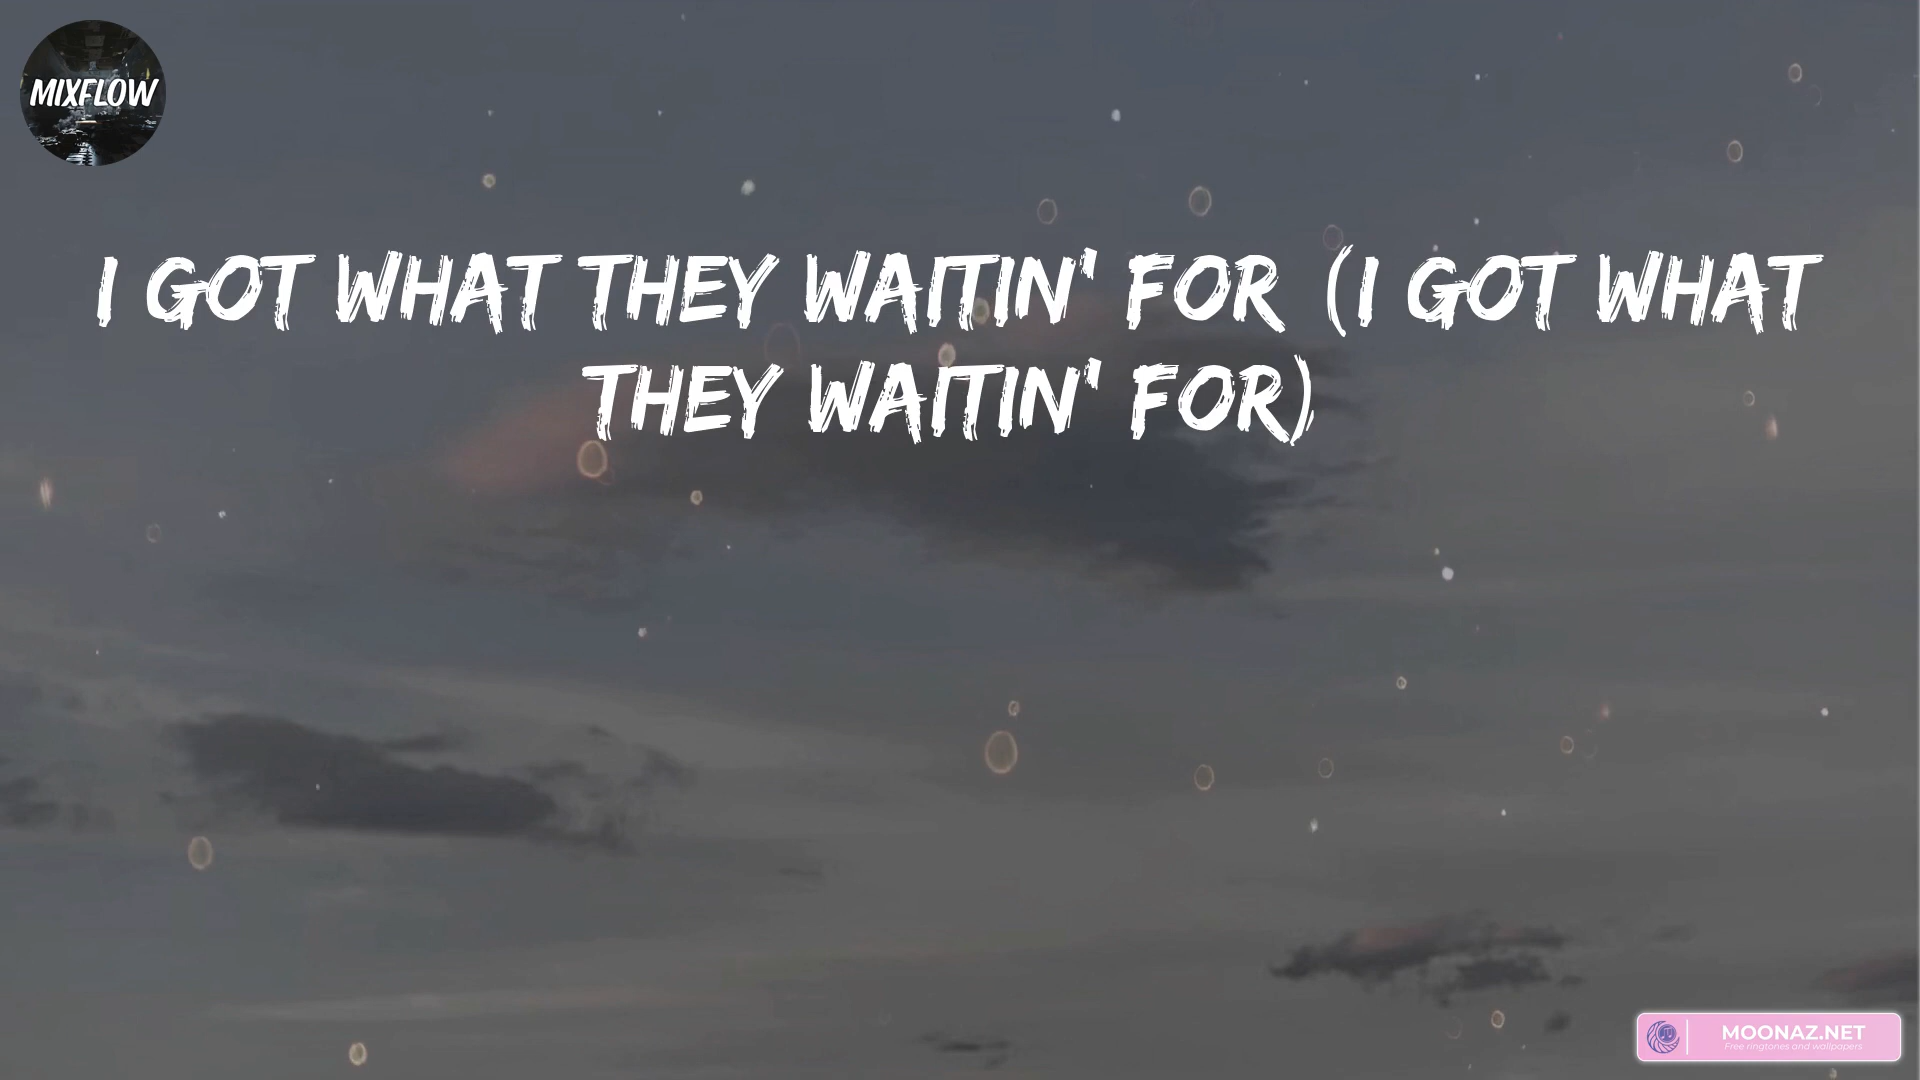 MIXFLOW
I GOT WHAT THEY WAITIN' FOR (I GOT WHAT
THEY WAITIN' FOR)
MOONAZ.NET
Free ringtones and wallpapers